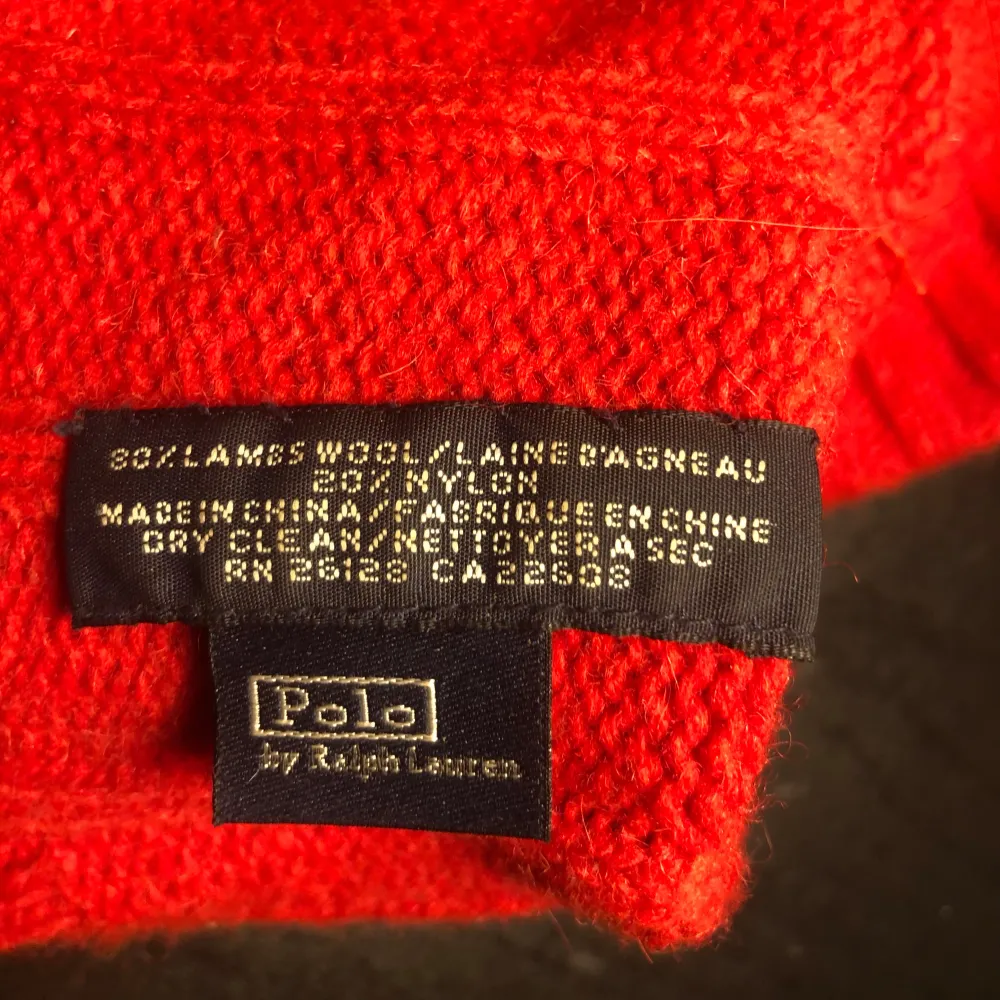 80% LAMBS WOOL/LAINE D'AGNEAU
20% NYLON
MADE IN CHINA/FABRIQUE EN CHINE
DRY CLEAN/NETTOYER A SEC
RN 26128 CA22608
Polo
by Ralph Lauren